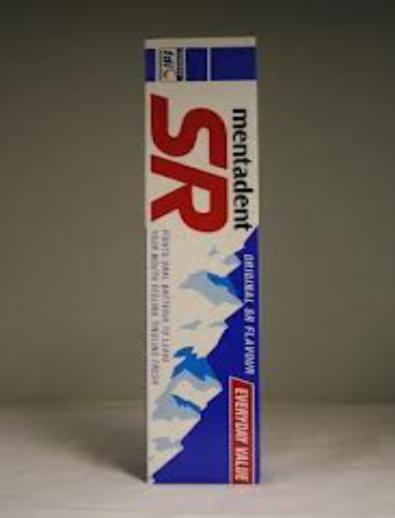 mentadent
SR
ORIGINAL SR FLAVOUR
FIGHTS ORAL BACTERIA TO LEAVE
YOUR MOUTH FEELING TINGLING FRESH
EVERYDAY VALUE